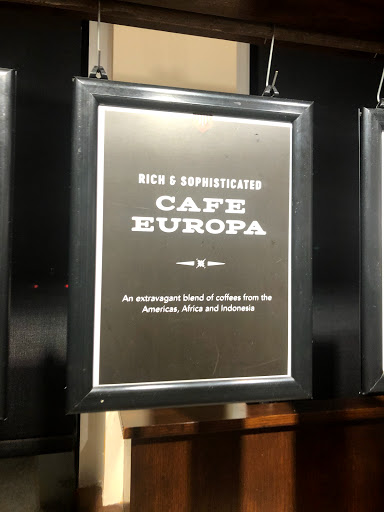 RICH & SOPHISTICATED
CAFE
EUROPA
An extravagant blend of coffees from the
Americas, Africa and Indonesia